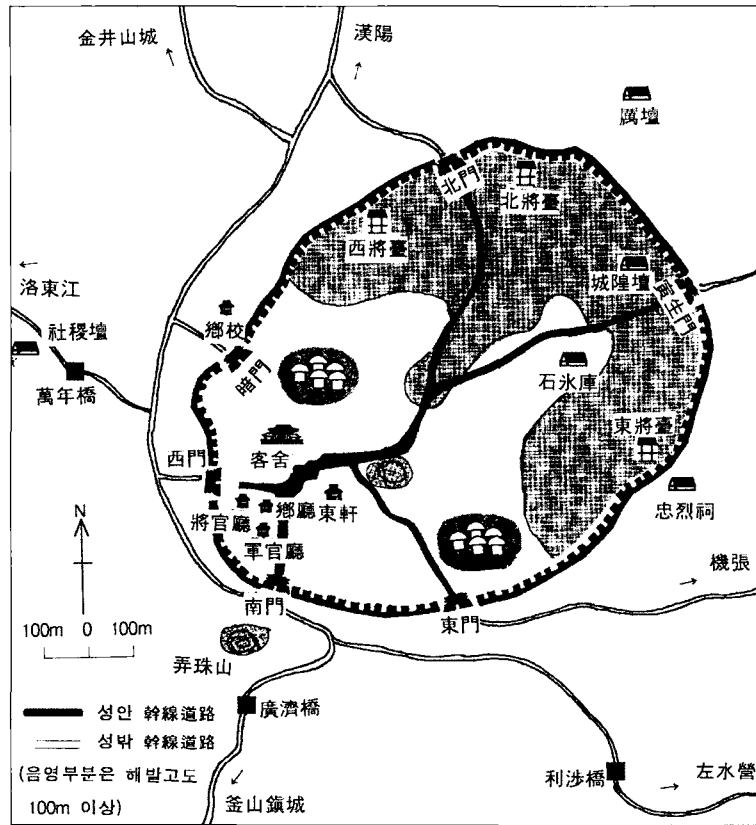 金井山城
漢陽
厲壇
北門
北將臺
西將臺
城隍壇
廣生門
洛東江
社稷壇
鄕校
暗門
萬年橋
石氷庫
東將臺
西門
客舍
鄕廳
東軒
將官廳
軍官廳
忠烈祠
機張
N
南門
東門
100m 0 100m
弄珠山
廣濟橋
성안 幹線道路
성밖 幹線道路
(음영부분은 해발고도
100m 이상)
釜山鎭城
利涉橋
左水營